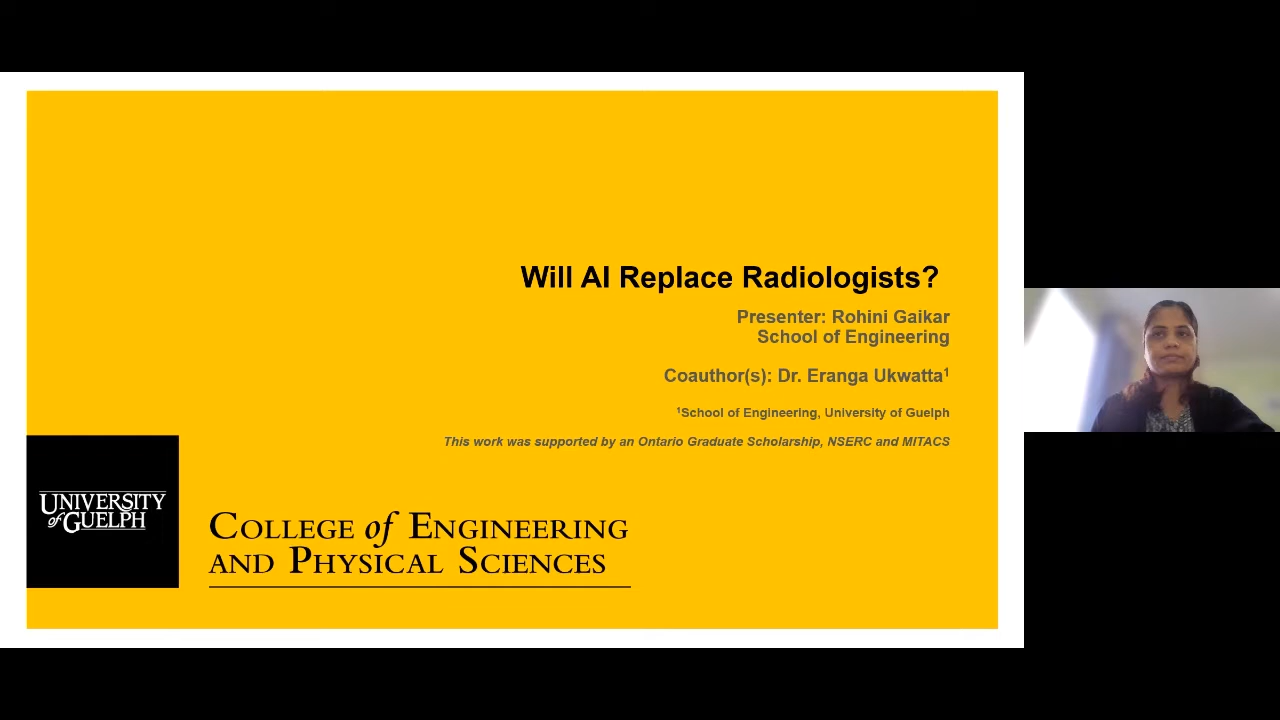 Will AI Replace Radiologists?
Presenter: Rohini Gaikar
School of Engineering
Coauthor(s): Dr. Eranga Ukwatta¹
¹School of Engineering, University of Guelph
This work was supported by an Ontario Graduate Scholarship, NSERC and MITACS
UNIVERSITY
of GUELPH
COLLEGE of ENGINEERING
AND PHYSICAL SCIENCES